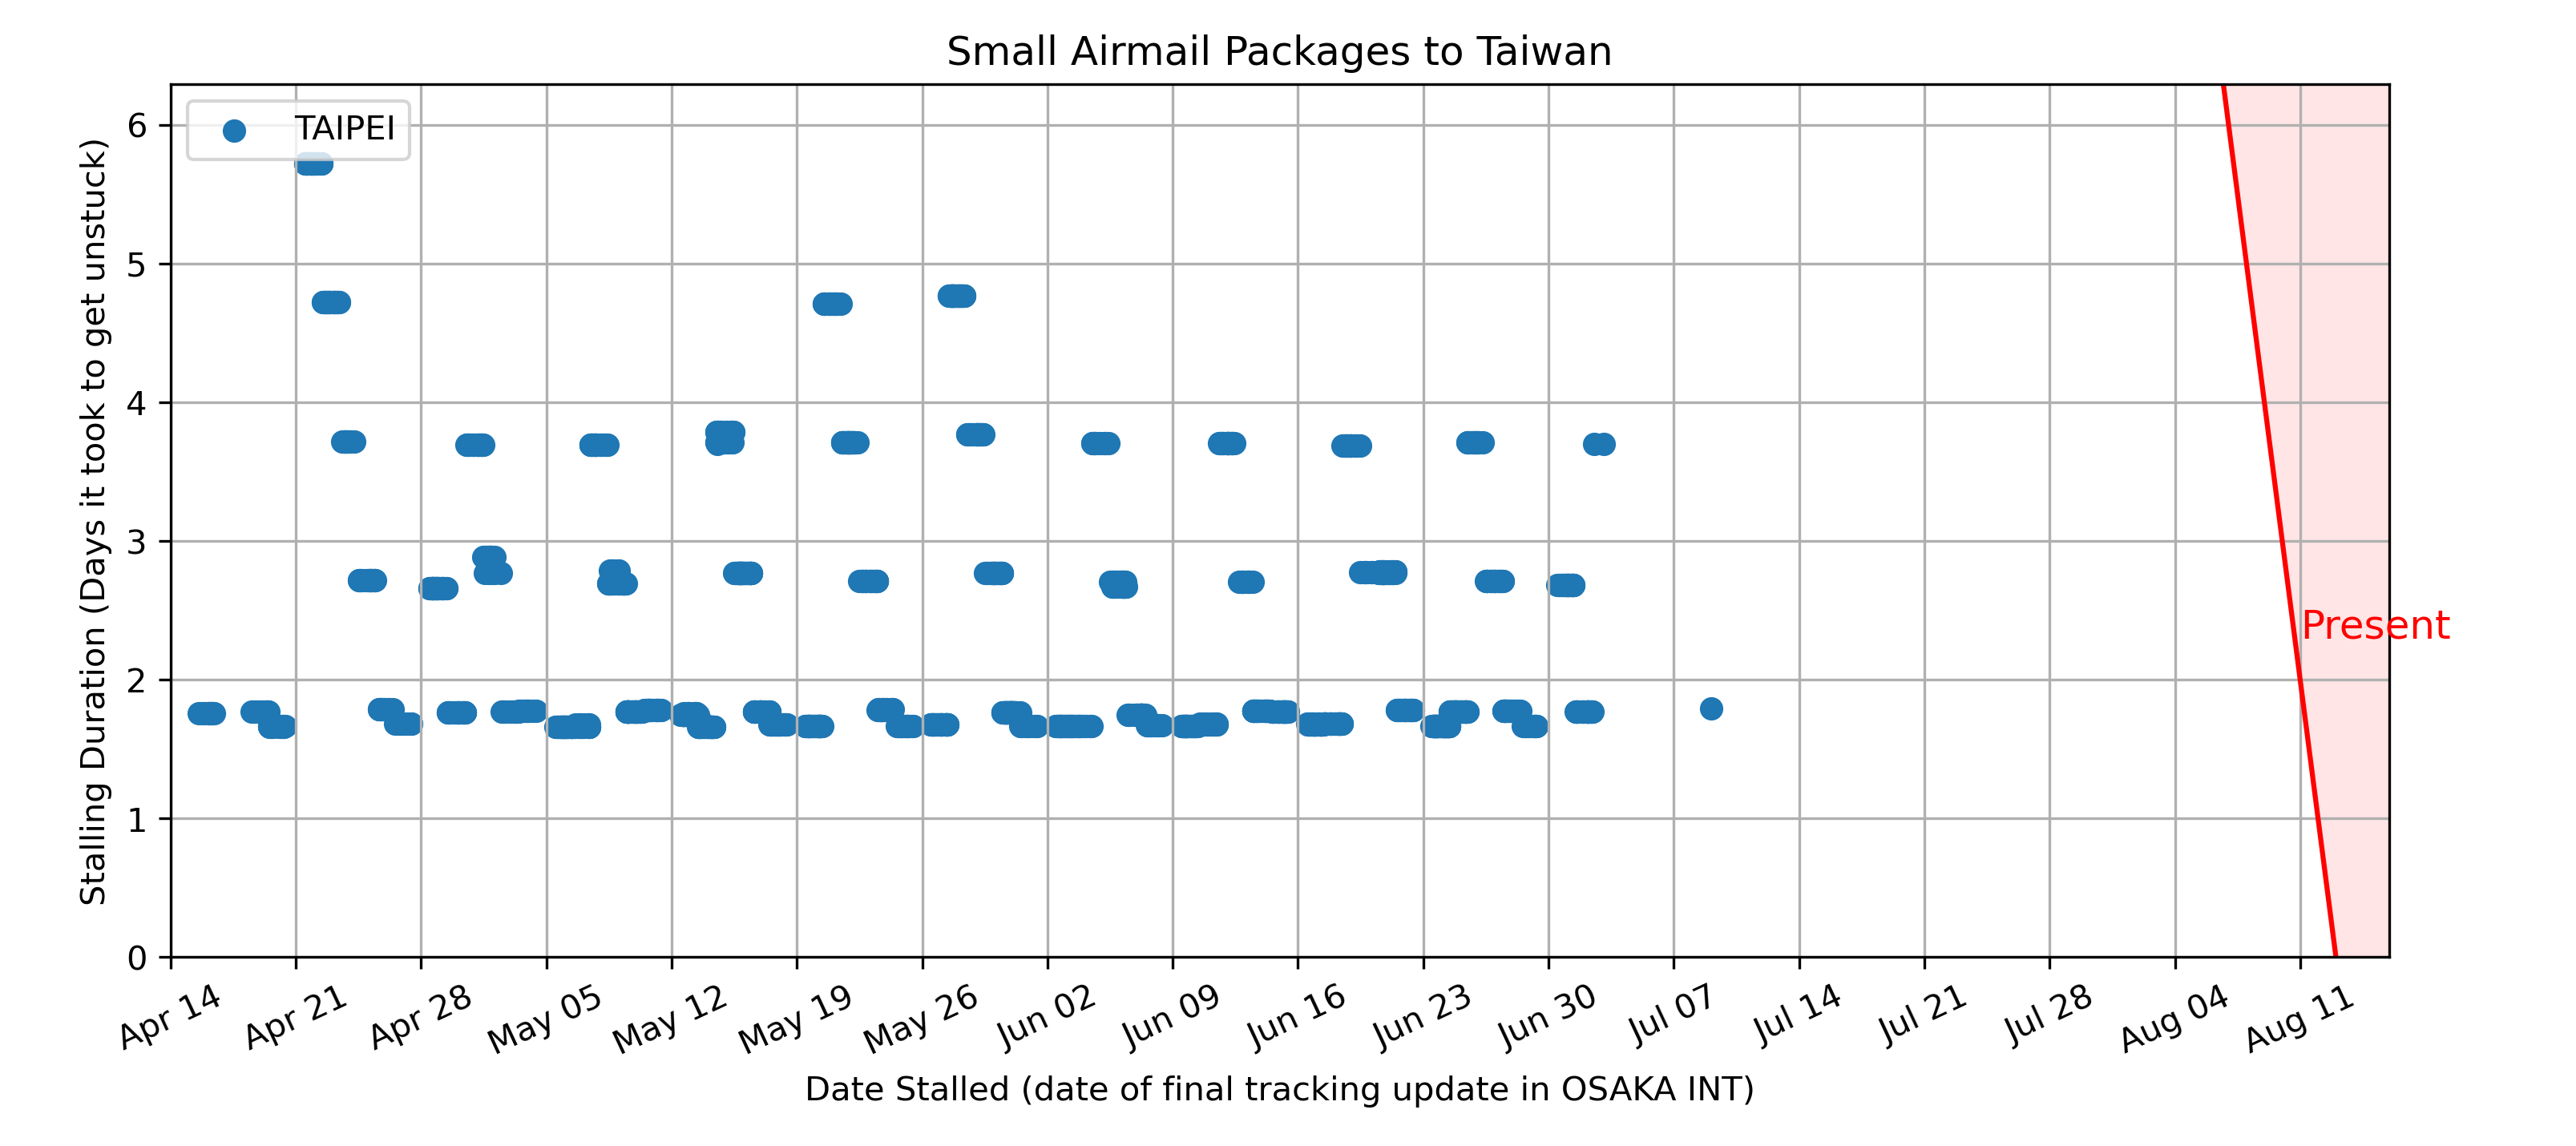 Small Airmail Packages to Taiwan
TAIPEI
Stalling Duration (Days it took to get unstuck)
6
5
4
3
2
1
0
Present
Apr 14
Apr 21
Apr 28
May 05
May 12
May 19
May 26
Jun 02
Jun 09
Jun 16
Jun 23
Jun 30
Jul 07
Jul 14
Jul 21
Jul 28
Aug 04
Aug 11
Date Stalled (date of final tracking update in OSAKA INT)